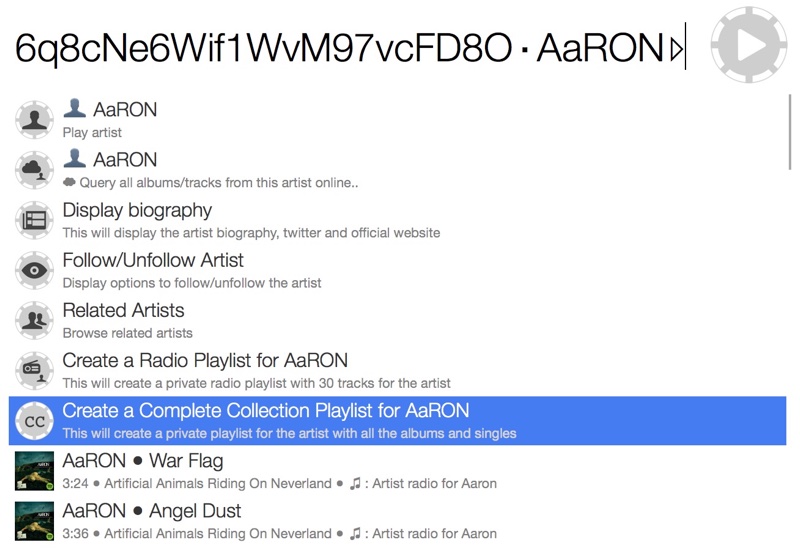 6q8cNe6Wif1WvM97vcFD8O · AaRON▹
AaRON
Play artist
AaRON
Query all albums/tracks from this artist online..
Display biography
This will display the artist biography, twitter and official website
Follow/Unfollow Artist
Display options to follow/unfollow the artist
Related Artists
Browse related artists
Create a Radio Playlist for AaRON
This will create a private radio playlist with 30 tracks for the artist
CC
Create a Complete Collection Playlist for AaRON
This will create a private playlist for the artist with all the albums and singles
AaRON ● War Flag
3:24 ● Artificial Animals Riding On Neverland ● ♫ : Artist radio for Aaron
AaRON ● Angel Dust
3:36 ● Artificial Animals Riding On Neverland ● ♫ : Artist radio for Aaron